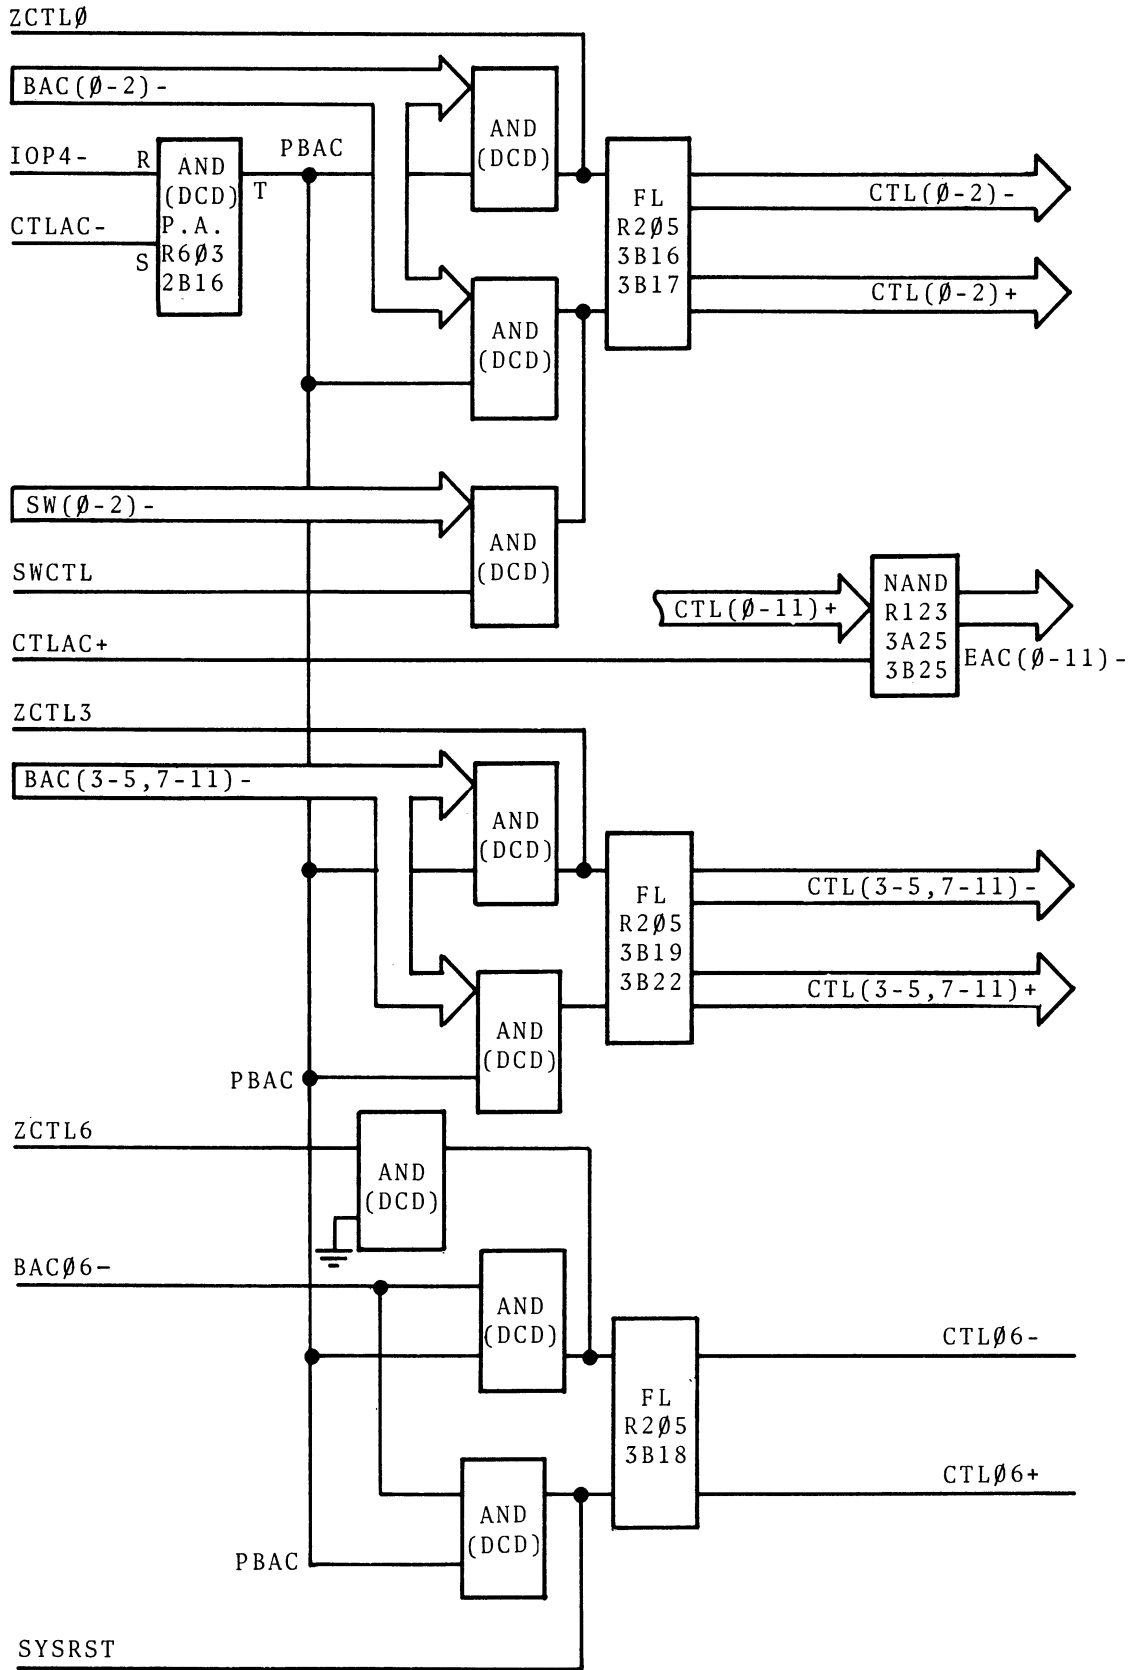 ZCTLØ
BAC(Ø-2)-
AND
(DCD)
IOP4-
R
AND
(DCD)
P.A.
R6Ø3
2B16
PBAC
T
CTLAC-
S
FL
R2Ø5
3B16
3B17
CTL(Ø-2)-
CTL(Ø-2)+
AND
(DCD)
SW(Ø-2)-
AND
(DCD)
SWCTL
CTL(Ø-11)+
NAND
R123
3A25
3B25
CTLAC+
EAC(Ø-11)-
ZCTL3
BAC(3-5,7-11)-
AND
(DCD)
FL
R2Ø5
3B19
3B22
CTL(3-5,7-11)-
CTL(3-5,7-11)+
AND
(DCD)
PBAC
ZCTL6
AND
(DCD)
BACØ6-
AND
(DCD)
CTLØ6-
FL
R2Ø5
3B18
CTLØ6+
AND
(DCD)
PBAC
SYSRST